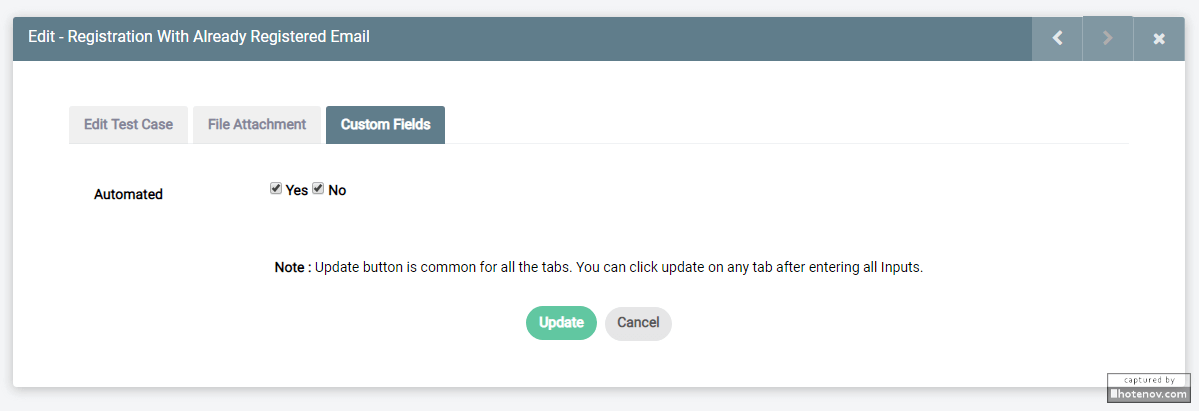 Edit - Registration With Already Registered Email
Edit Test Case File Attachment Custom Fields
Automated Yes No
Note : Update button is common for all the tabs. You can click update on any tab after entering all Inputs.
Update Cancel
captured by
hotenov.com